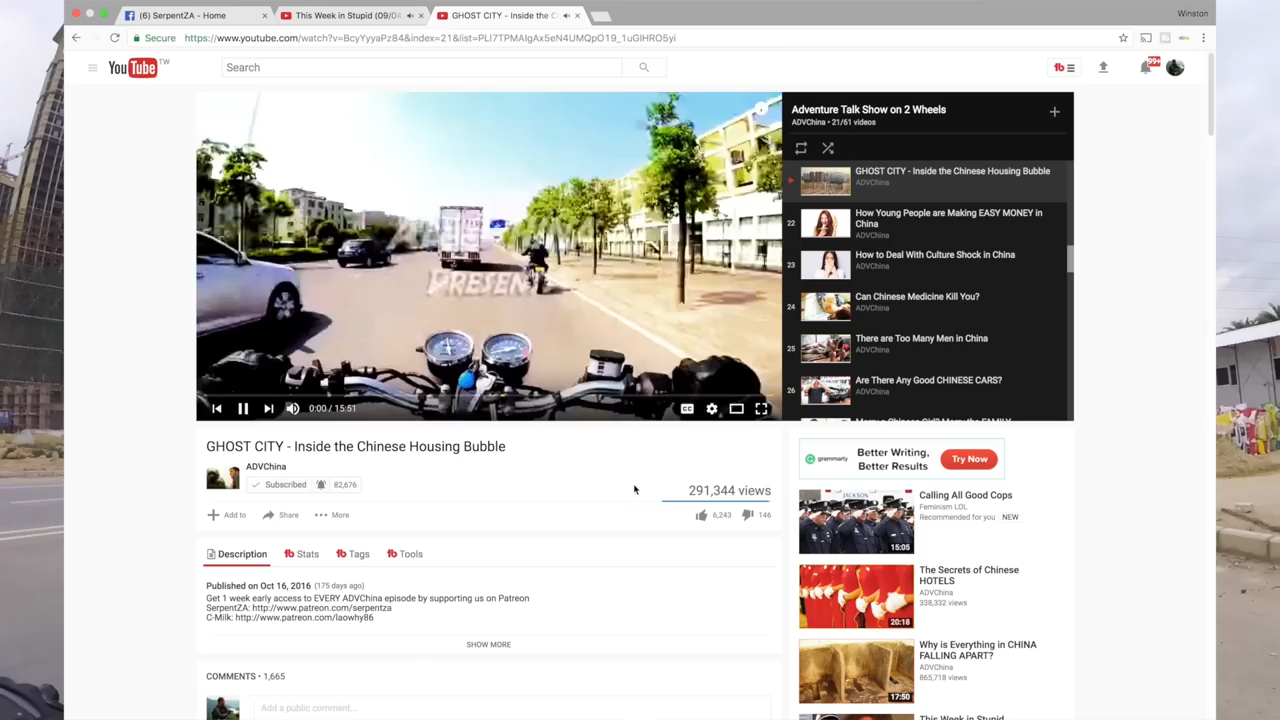 (6) SerpentZA - Home
This Week in Stupid (09/04
GHOST CITY - Inside the C
Winston
Secure https://www.youtube.com/watch?v=BcyYyyaPz84&index=21&list=PLI7TPMAIgAx5eN4UMQpO19_1uGIHRO5yi
YouTube TW
Search
99+
PRESEN
0:00 / 15:51
CC
Adventure Talk Show on 2 Wheels
ADVChina • 21/61 videos
GHOST CITY - Inside the Chinese Housing Bubble
ADVChina
22
How Young People are Making EASY MONEY in
China
ADVChina
23
How to Deal With Culture Shock in China
ADVChina
24
Can Chinese Medicine Kill You?
ADVChina
25
There are Too Many Men in China
ADVChina
26
Are There Any Good CHINESE CARS?
ADVChina
GHOST CITY - Inside the Chinese Housing Bubble
ADVChina
Subscribed 82,676
291,344 views
Add to Share More
6,243 146
Description Stats Tags Tools
Published on Oct 16, 2016 (175 days ago)
Get 1 week early access to EVERY ADVChina episode by supporting us on Patreon
SerpentZA: http://www.patreon.com/serpentza
C-Milk: http://www.patreon.com/laowhy86
SHOW MORE
COMMENTS • 1,665
Add a public comment...
grammarly
Better Writing,
Better Results
Try Now
JACKSON
15:05
Calling All Good Cops
Feminism LOL
Recommended for you NEW
20:18
The Secrets of Chinese
HOTELS
ADVChina
338,332 views
17:50
Why is Everything in CHINA
FALLING APART?
ADVChina
865,718 views
This Week in Stupid